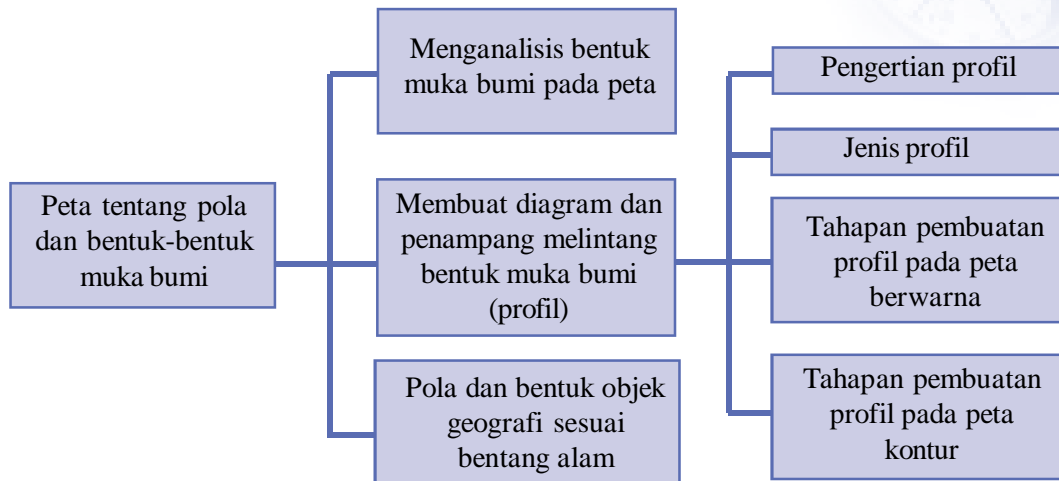 Peta tentang pola
dan bentuk-bentuk
muka bumi
Menganalisis bentuk
muka bumi pada peta
Membuat diagram dan
penampang melintang
bentuk muka bumi
(profil)
Pola dan bentuk objek
geografi sesuai
bentang alam
Pengertian profil
Jenis profil
Tahapan pembuatan
profil pada peta
berwarna
Tahapan pembuatan
profil pada peta
kontur